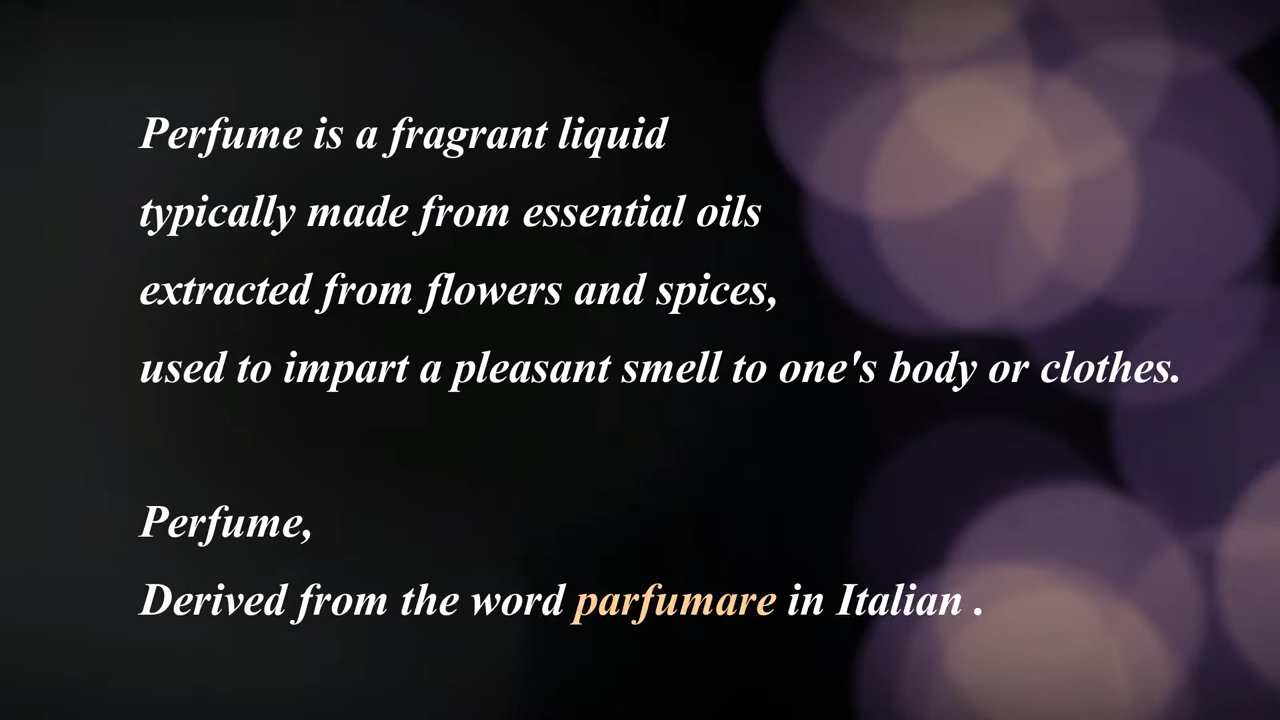 Perfume is a fragrant liquid
typically made from essential oils
extracted from flowers and spices,
used to impart a pleasant smell to one's body or clothes.
Perfume,
Derived from the word parfumare in Italian .